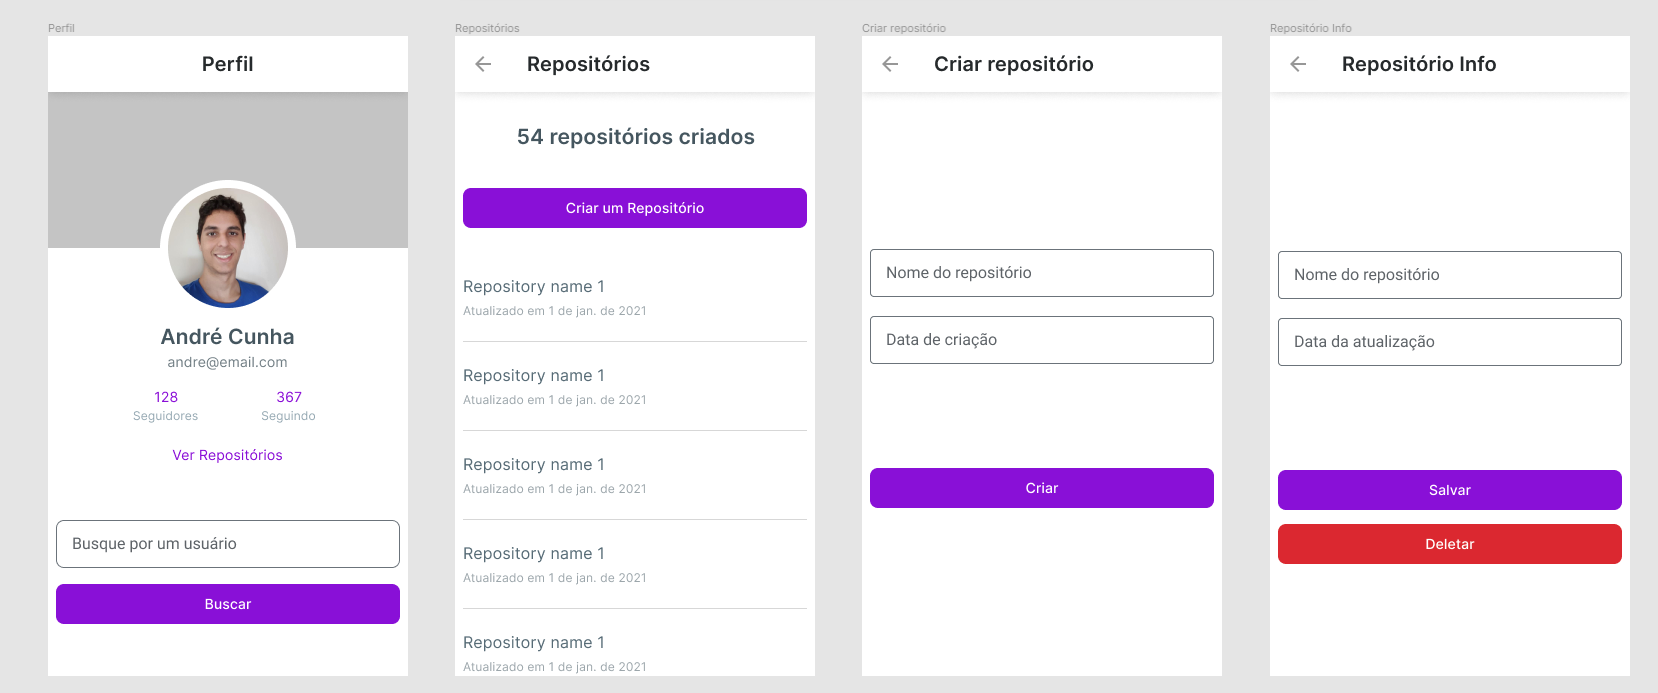 Perfil
Perfil
André Cunha
andre@email.com
128
Seguidores
367
Seguindo
Ver Repositórios
Busque por um usuário
Buscar
Repositórios
Repositórios
54 repositórios criados
Criar um Repositório
Repository name 1
Atualizado em 1 de jan. de 2021
Repository name 1
Atualizado em 1 de jan. de 2021
Repository name 1
Atualizado em 1 de jan. de 2021
Repository name 1
Atualizado em 1 de jan. de 2021
Repository name 1
Atualizado em 1 de jan. de 2021
Criar repositório
Criar repositório
Nome do repositório
Data de criação
Criar
Repositório Info
Repositório Info
Nome do repositório
Data da atualização
Salvar
Deletar